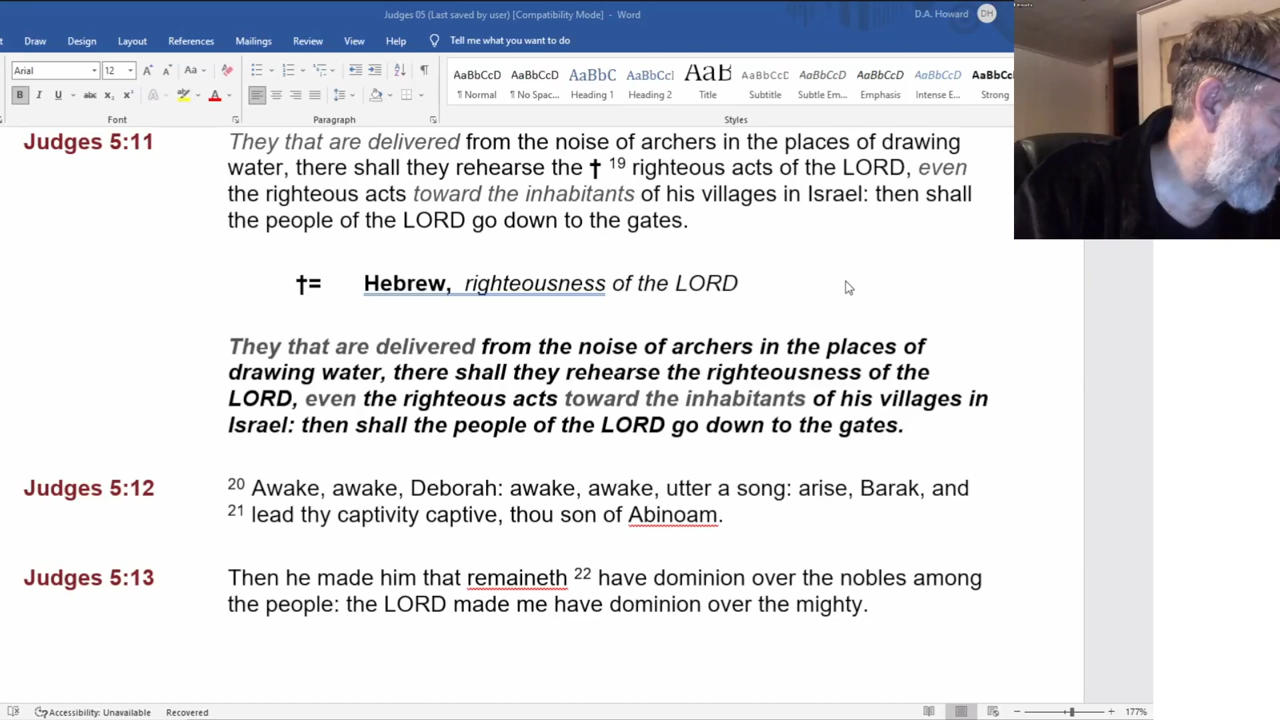 Judges 05 (Last saved by user) [Compatibility Mode] - Word
D.A. Howard DH
Draw Design Layout References Mailings Review View Help Tell me what you want to do
Arial 12 Aa
B I U abc x₂ x² A A
AaBbCcD AaBbCcD AaBbC AaBbCcl AaB AaBbCcD AaBbCcD AaBbCcD AaBbCcD AaBbCc
¶ Normal ¶ No Spac... Heading 1 Heading 2 Title Subtitle Subtle Em... Emphasis Intense E... Strong
Font Paragraph Styles
Judges 5:11 They that are delivered from the noise of archers in the places of drawing
water, there shall they rehearse the † 19 righteous acts of the LORD, even
the righteous acts toward the inhabitants of his villages in Israel: then shall
the people of the LORD go down to the gates.
†= Hebrew, righteousness of the LORD
They that are delivered from the noise of archers in the places of
drawing water, there shall they rehearse the righteousness of the
LORD, even the righteous acts toward the inhabitants of his villages in
Israel: then shall the people of the LORD go down to the gates.
Judges 5:12 20 Awake, awake, Deborah: awake, awake, utter a song: arise, Barak, and
21 lead thy captivity captive, thou son of Abinoam.
Judges 5:13 Then he made him that remaineth 22 have dominion over the nobles among
the people: the LORD made me have dominion over the mighty.
Accessibility: Unavailable Recovered 177%